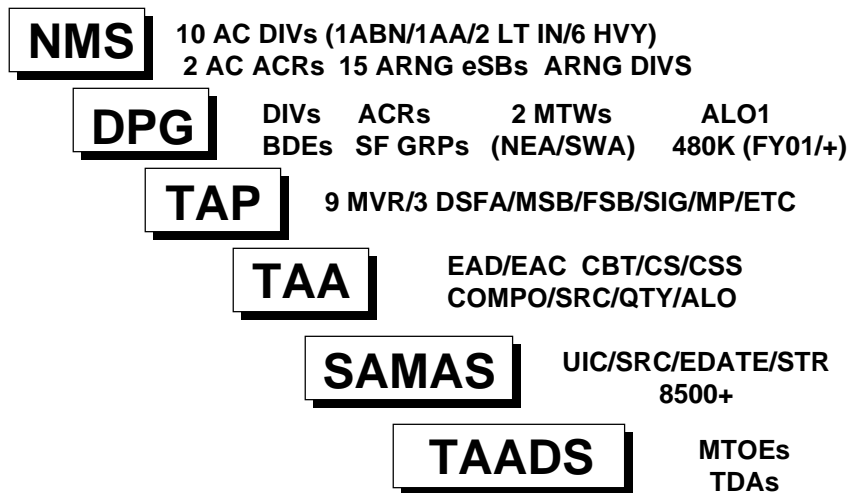 NMS
10 AC DIVs (1ABN/1AA/2 LT IN/6 HVY)
2 AC ACRs 15 ARNG eSBs ARNG DIVS
DPG
DIVs ACRs 2 MTWs ALO1
BDEs SF GRPs (NEA/SWA) 480K (FY01/+)
TAP
9 MVR/3 DSFA/MSB/FSB/SIG/MP/ETC
TAA
EAD/EAC CBT/CS/CSS
COMPO/SRC/QTY/ALO
SAMAS
UIC/SRC/EDATE/STR
8500+
TAADS
MTOEs
TDAs